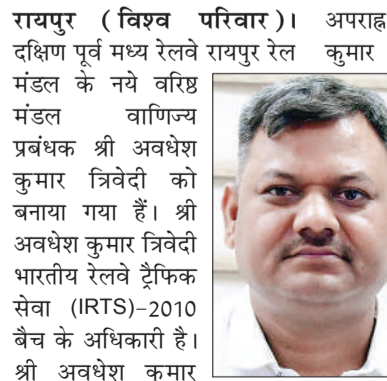 रायपुर (विश्व परिवार)।
दक्षिण पूर्व मध्य रेलवे रायपुर रेल
मंडल के नये वरिष्ठ
मंडल वाणिज्य
प्रबंधक श्री अवधेश
कुमार त्रिवेदी को
बनाया गया हैं। श्री
अवधेश कुमार त्रिवेदी
भारतीय रेलवे ट्रैफिक
सेवा (IRTS)-2010
बैच के अधिकारी है।
श्री अवधेश कुमार
अपराह्न
कुमार